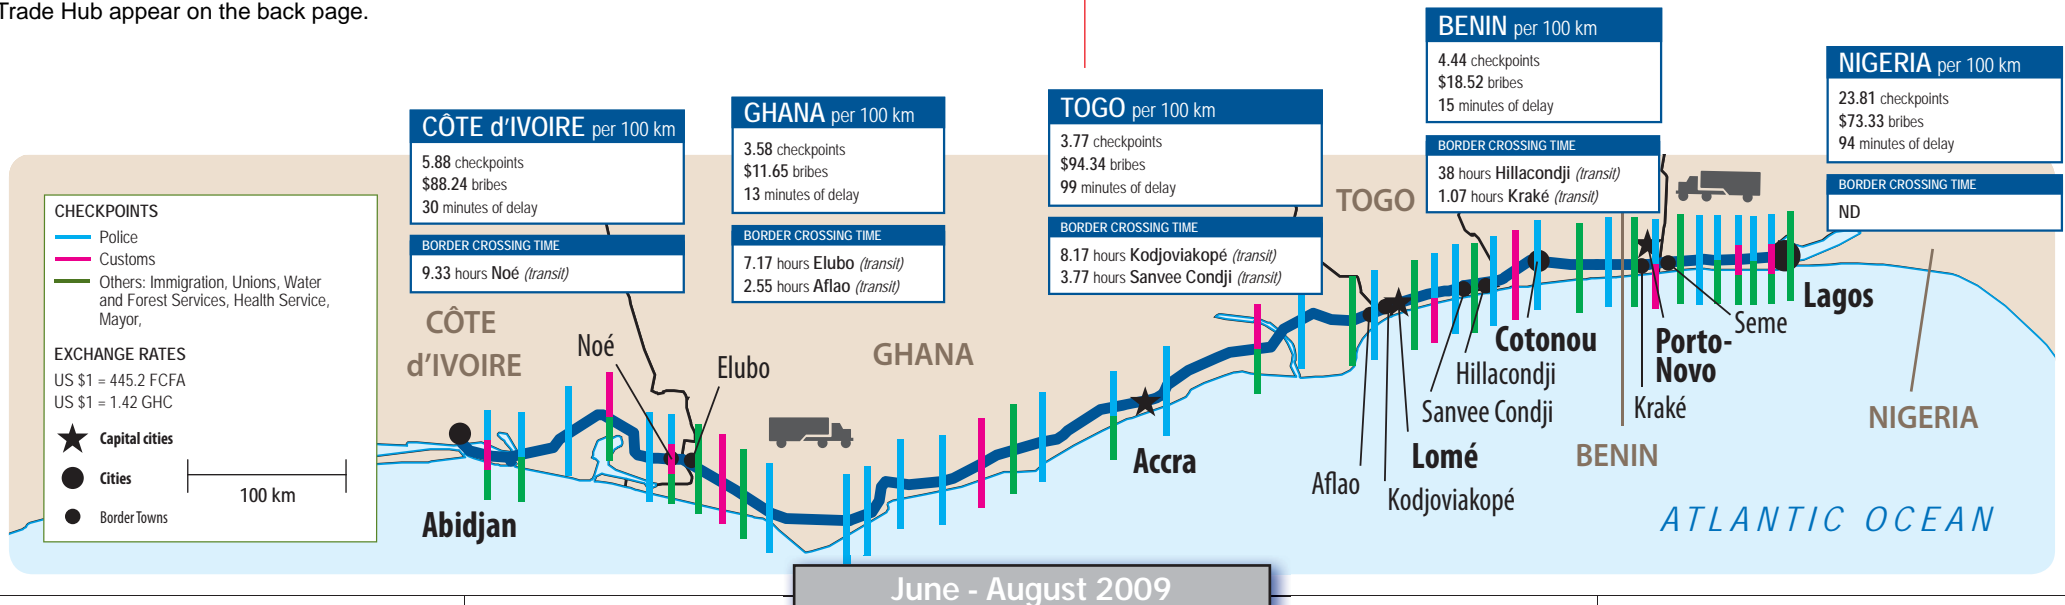 Trade Hub appear on the back page.
CÔTE d'IVOIRE per 100 km
5.88 checkpoints
$88.24 bribes
30 minutes of delay
BORDER CROSSING TIME
9.33 hours Noé (transit)
GHANA per 100 km
3.58 checkpoints
$11.65 bribes
13 minutes of delay
BORDER CROSSING TIME
7.17 hours Elubo (transit)
2.55 hours Aflao (transit)
TOGO per 100 km
3.77 checkpoints
$94.34 bribes
99 minutes of delay
BORDER CROSSING TIME
8.17 hours Kodjoviakopé (transit)
3.77 hours Sanvee Condji (transit)
BENIN per 100 km
4.44 checkpoints
$18.52 bribes
15 minutes of delay
BORDER CROSSING TIME
38 hours Hillacondji (transit)
1.07 hours Kraké (transit)
NIGERIA per 100 km
23.81 checkpoints
$73.33 bribes
94 minutes of delay
BORDER CROSSING TIME
ND
CHECKPOINTS
Police
Customs
Others: Immigration, Unions, Water
and Forest Services, Health Service,
Mayor,
EXCHANGE RATES
US $1 = 445.2 FCFA
US $1 = 1.42 GHC
Capital cities
Cities
Border Towns
100 km
CÔTE
d'IVOIRE
Noé
Elubo
Abidjan
GHANA
Accra
TOGO
Aflao
Kodjoviakopé
Lomé
Sanvee Condji
Hillacondji
Cotonou
BENIN
Kraké
Porto-
Novo
Seme
Lagos
NIGERIA
ATLANTIC OCEAN
June - August 2009